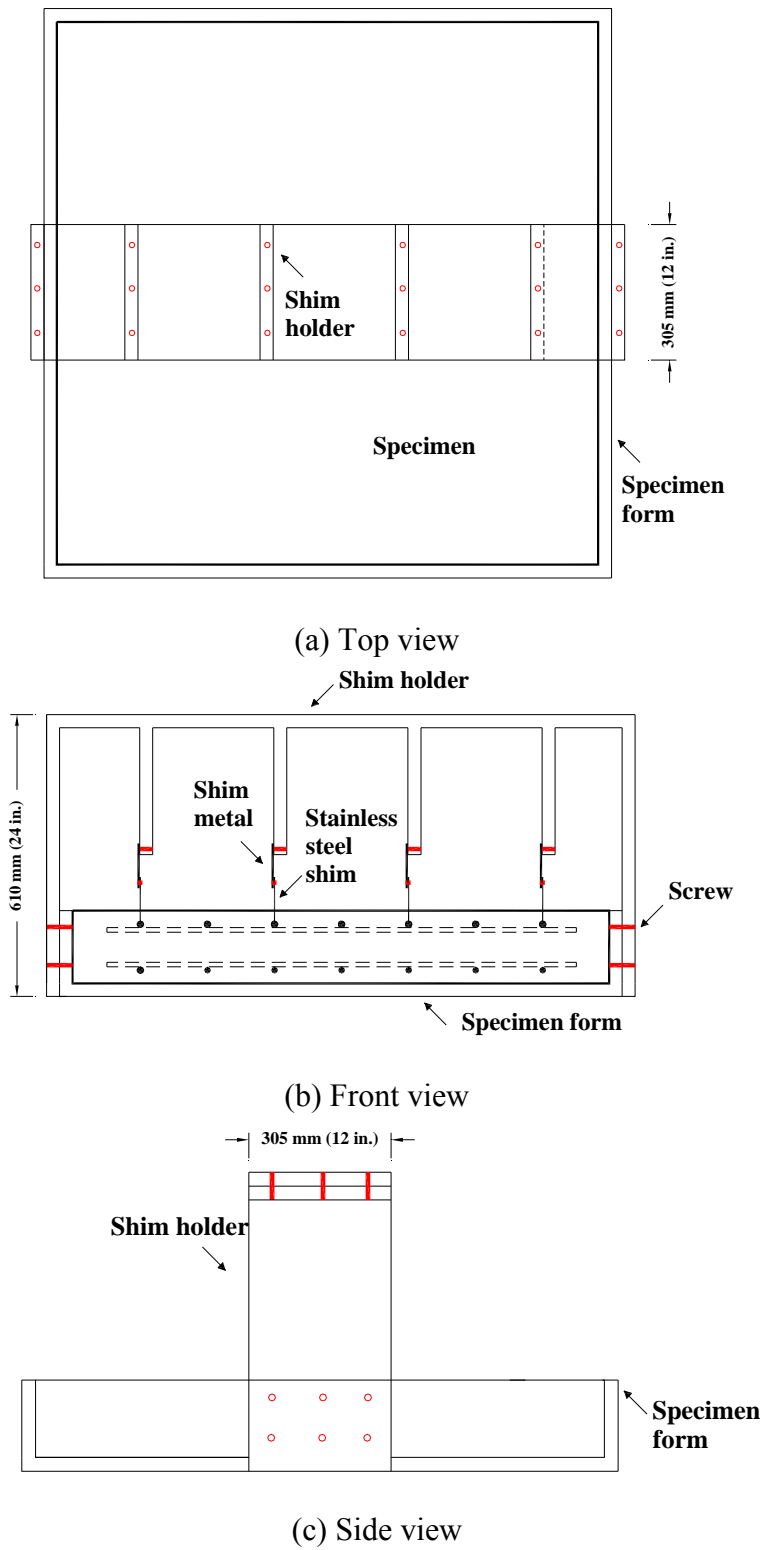 Shim
holder
305 mm (12 in.)
Specimen
Specimen
form
(a) Top view
Shim holder
610 mm (24 in.)
Shim
metal
Stainless
steel
shim
Screw
Specimen form
(b) Front view
305 mm (12 in.)
Shim holder
Specimen
form
(c) Side view